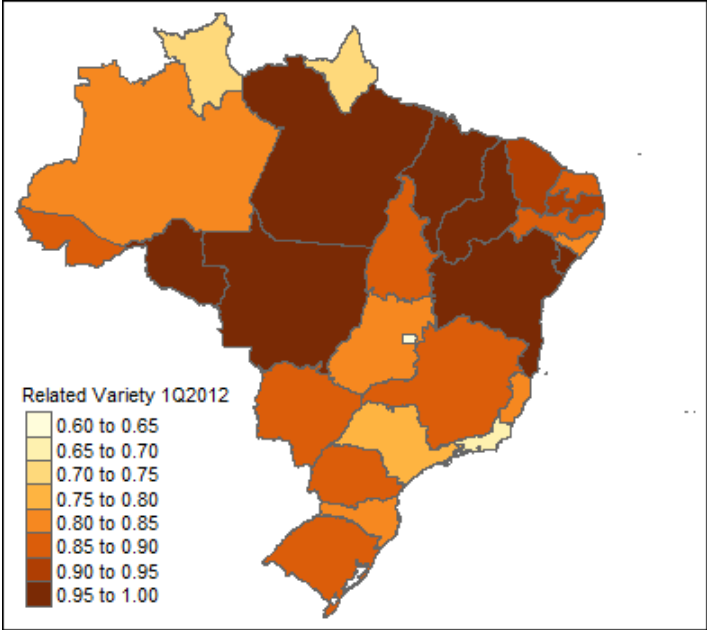 Related Variety 1Q2012
0.60 to 0.65
0.65 to 0.70
0.70 to 0.75
0.75 to 0.80
0.80 to 0.85
0.85 to 0.90
0.90 to 0.95
0.95 to 1.00